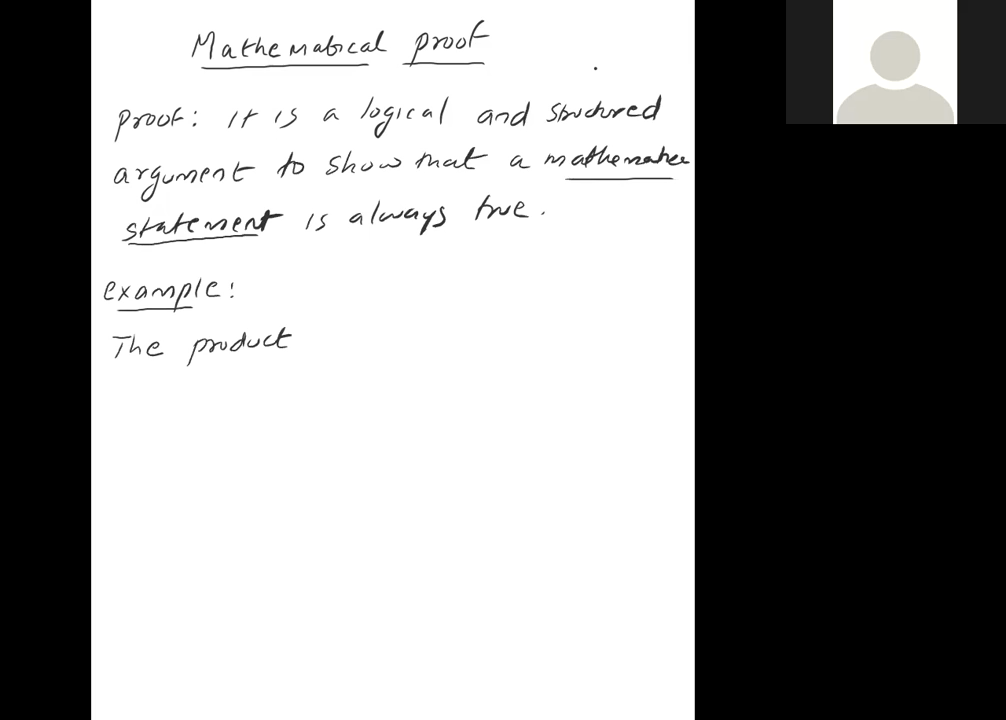 Mathematical proof
proof: it is a logical and structured
argument to show that a mathematical
statement is always true.
example:
The product